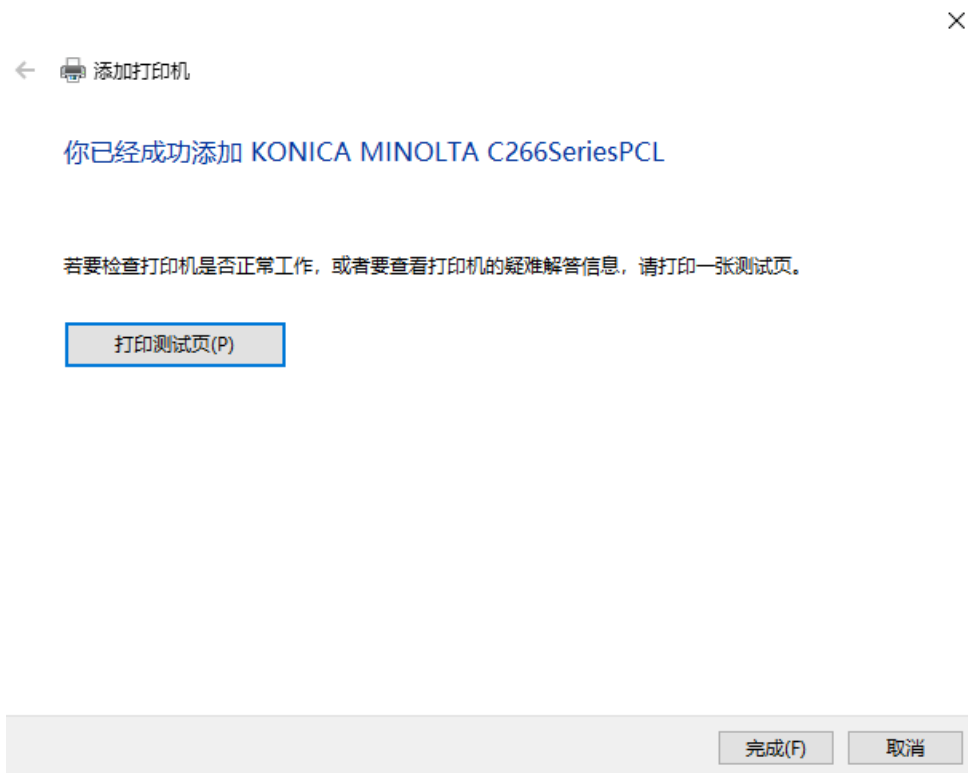 添加打印机
你已经成功添加 KONICA MINOLTA C266SeriesPCL
若要检查打印机是否正常工作，或者要查看打印机的疑难解答信息，请打印一张测试页。
打印测试页(P)
完成(F)
取消